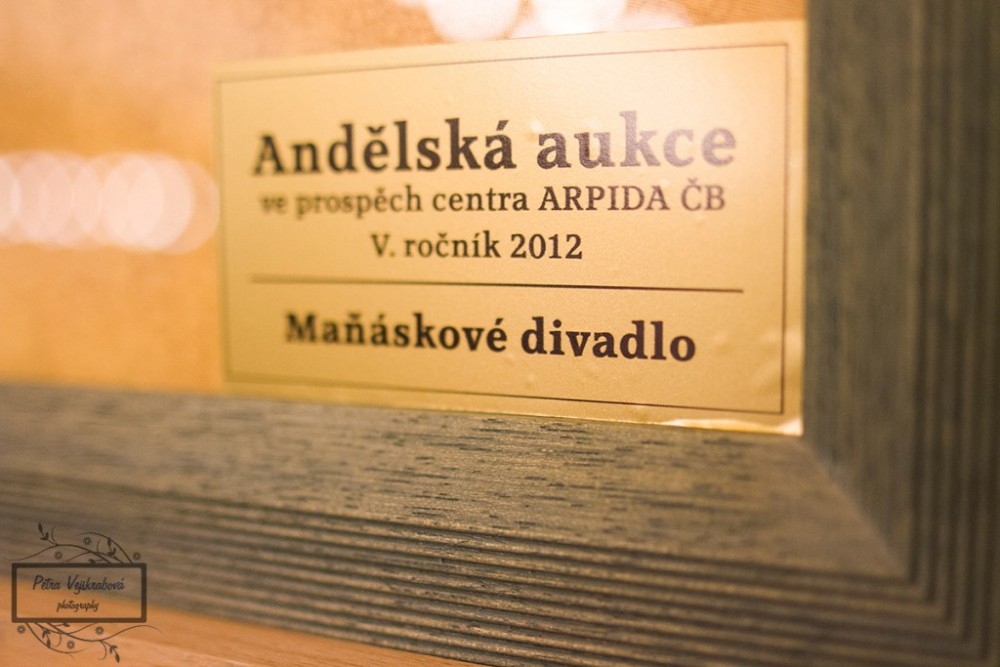 Andělská aukce
ve prospěch centra ARPIDA ČB
V. ročník 2012
Maňáskové divadlo
Petra Vejskrabová
photography